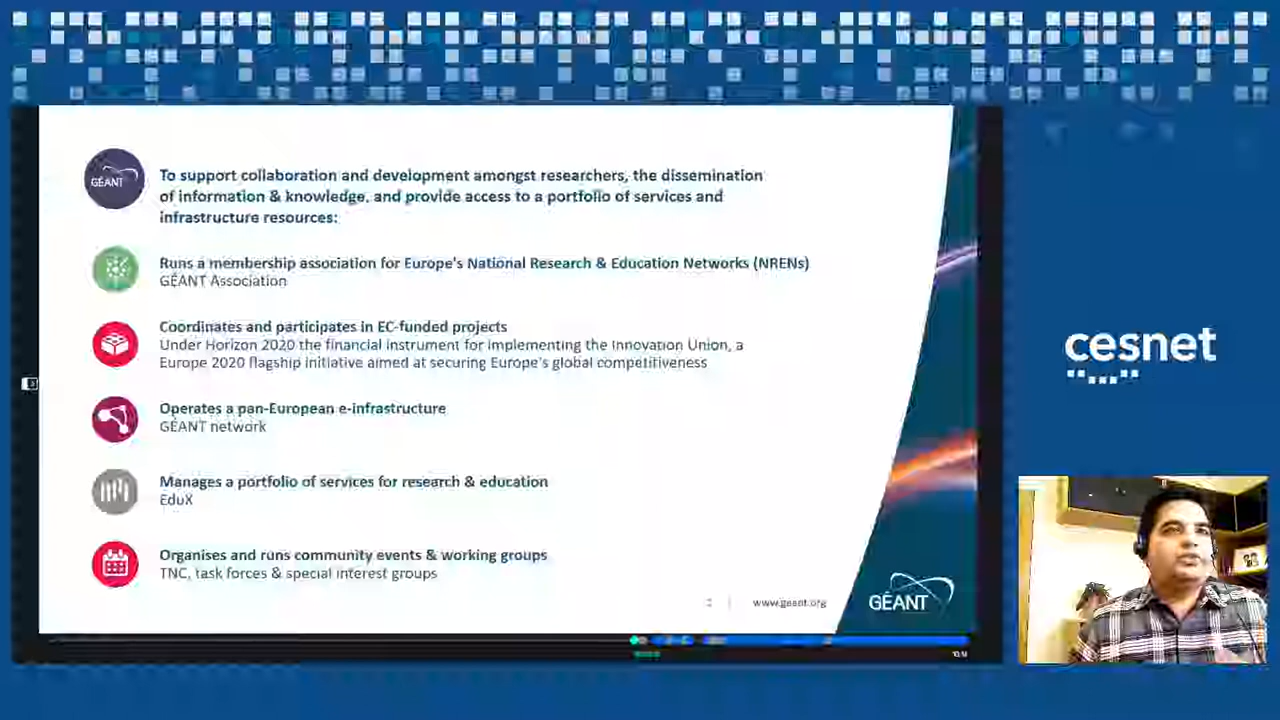 GÉANT
To support collaboration and development amongst researchers, the dissemination
of information & knowledge, and provide access to a portfolio of services and
infrastructure resources:
Runs a membership association for Europe's National Research & Education Networks (NRENs)
GÉANT Association
Coordinates and participates in EC-funded projects
Under Horizon 2020 the financial instrument for implementing the Innovation Union, a
Europe 2020 flagship initiative aimed at securing Europe's global competitiveness
Operates a pan-European e-infrastructure
GÉANT network
Manages a portfolio of services for research & education
EduX
Organises and runs community events & working groups
TNC, task forces & special interest groups
www.geant.org
GÉANT
cesnet